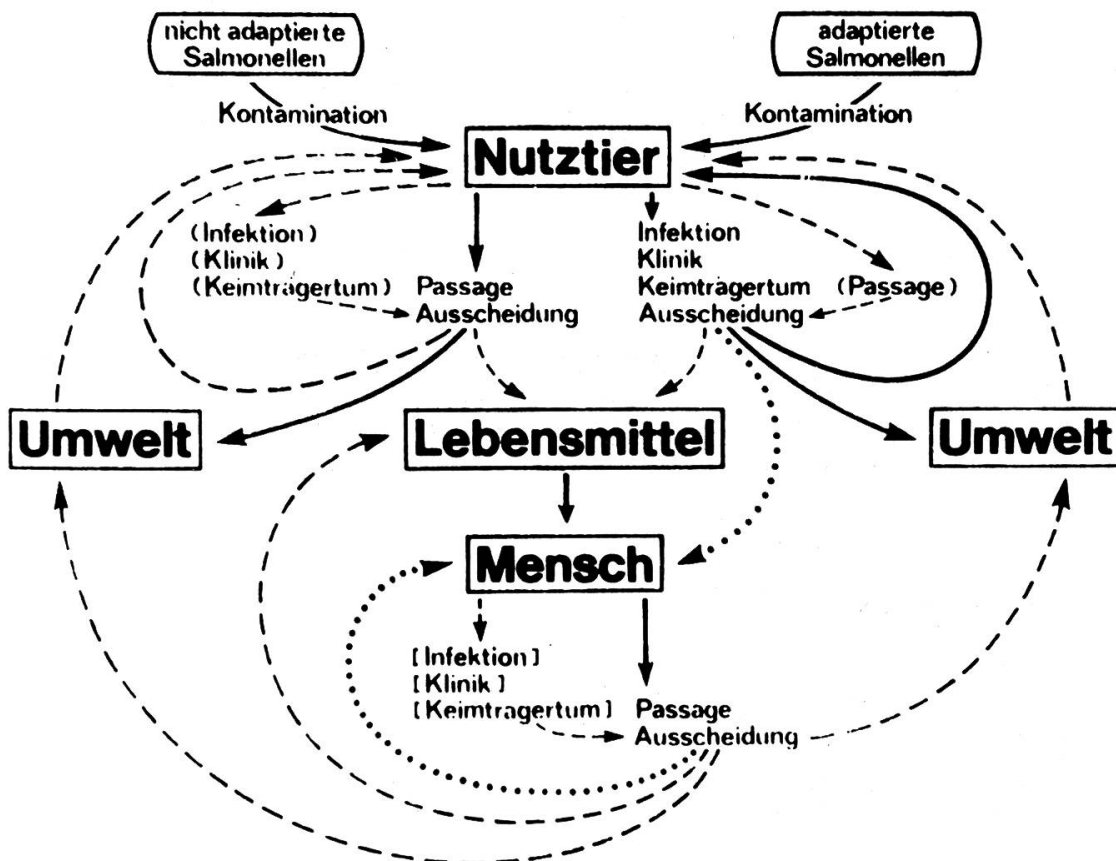 nicht adaptierte
Salmonellen
adaptierte
Salmonellen
Kontamination
Kontamination
Nutztier
(Infektion)
(Klinik)
(Keimträgertum)
Passage
Ausscheidung
Infektion
Klinik
Keimträgertum
Ausscheidung
(Passage)
Umwelt
Lebensmittel
Umwelt
Mensch
[Infektion]
[Klinik]
[Keimträgertum]
Passage
Ausscheidung